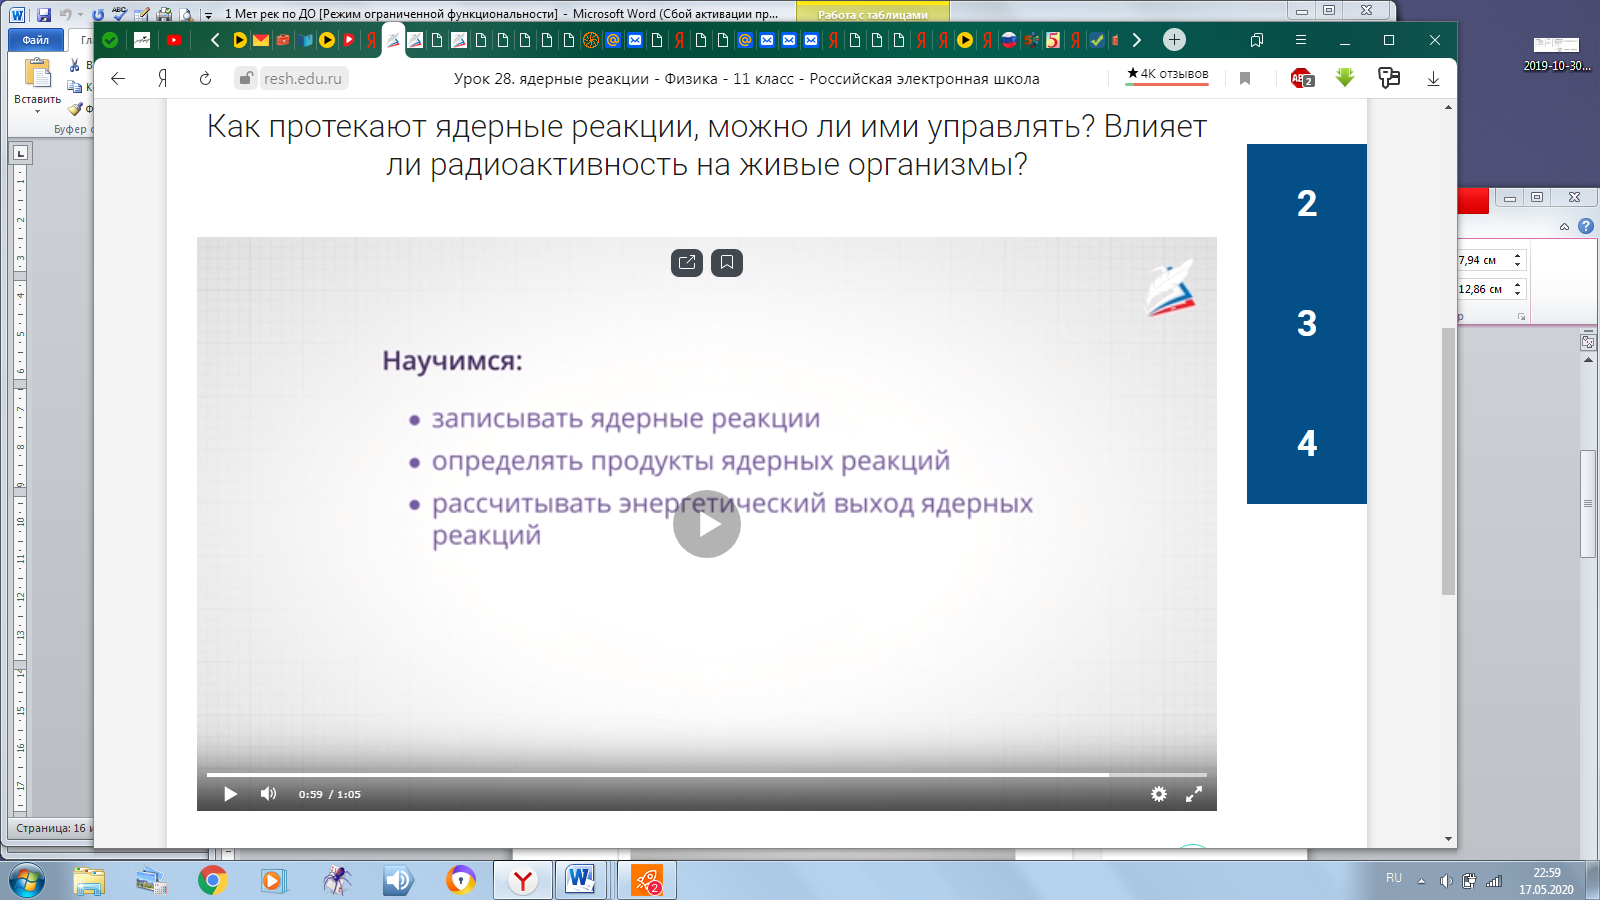 1 Мет рек по ДО [Режим ограниченной функциональности] - Microsoft Word (Сбой активации пр...
Работа с таблицами
Файл
Гла
Вставить
Буфер о
2019-10-30...
resh.edu.ru
Урок 28. ядерные реакции - Физика - 11 класс - Российская электронная школа
★4K отзывов
Как протекают ядерные реакции, можно ли ими управлять? Влияет
ли радиоактивность на живые организмы?
2
3
4
7,94 см
12,86 см
Научимся:
• записывать ядерные реакции
• определять продукты ядерных реакций
• рассчитывать энергетический выход ядерных
реакций
0:59 / 1:05
Страница: 16 и
RU
22:59
17.05.2020